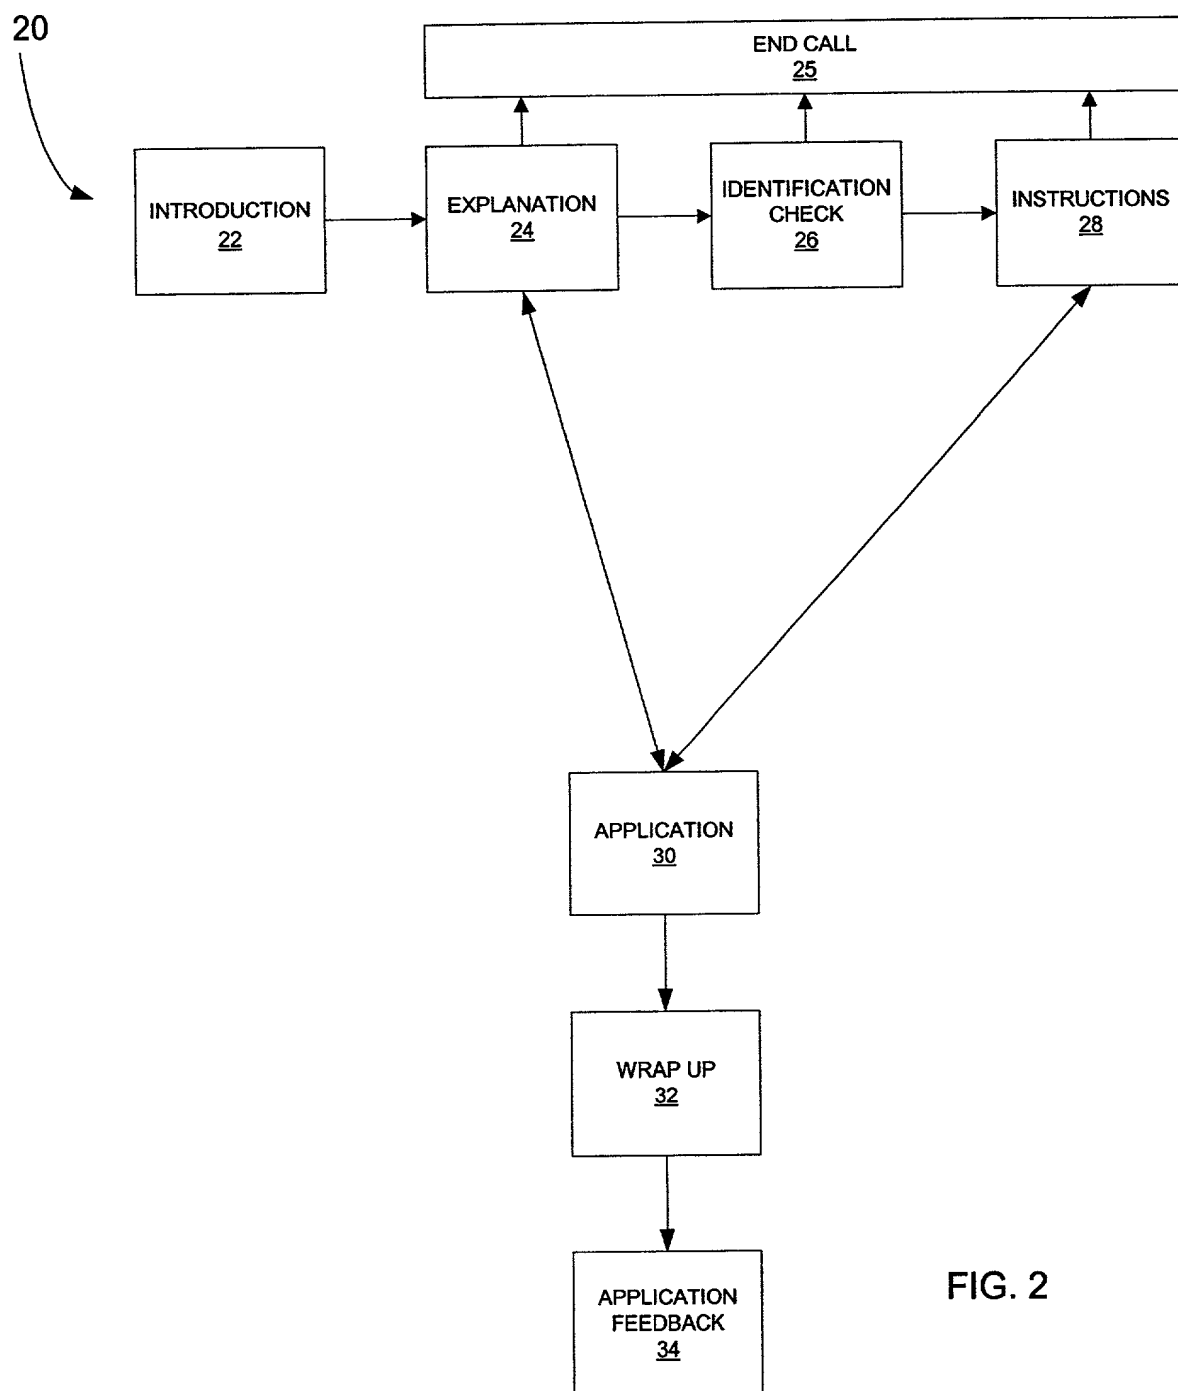 20
END CALL
25
INTRODUCTION
22
EXPLANATION
24
IDENTIFICATION
CHECK
26
INSTRUCTIONS
28
APPLICATION
30
WRAP UP
32
APPLICATION
FEEDBACK
34
FIG. 2